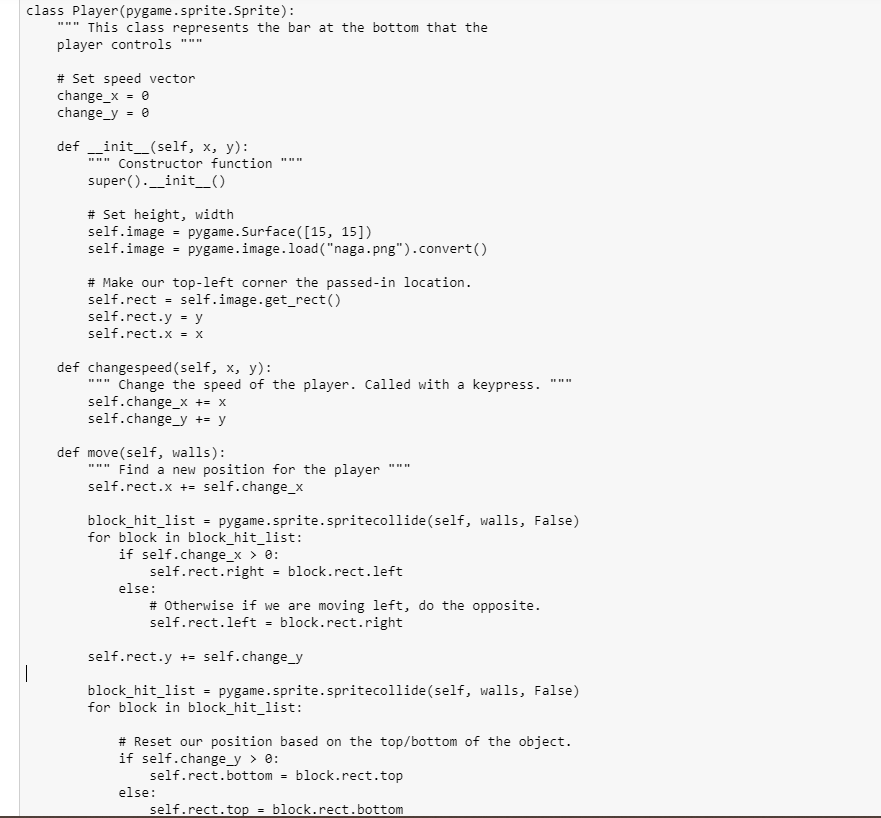 class Player(pygame.sprite.Sprite):
    """ This class represents the bar at the bottom that the
    player controls """

    # Set speed vector
    change_x = 0
    change_y = 0

    def __init__(self, x, y):
        """ Constructor function """
        super().__init__()

        # Set height, width
        self.image = pygame.Surface([15, 15])
        self.image = pygame.image.load("naga.png").convert()

        # Make our top-left corner the passed-in location.
        self.rect = self.image.get_rect()
        self.rect.y = y
        self.rect.x = x

    def changespeed(self, x, y):
        """ Change the speed of the player. Called with a keypress. """
        self.change_x += x
        self.change_y += y

    def move(self, walls):
        """ Find a new position for the player """
        self.rect.x += self.change_x

        block_hit_list = pygame.sprite.spritecollide(self, walls, False)
        for block in block_hit_list:
            if self.change_x > 0:
                self.rect.right = block.rect.left
            else:
                # Otherwise if we are moving left, do the opposite.
                self.rect.left = block.rect.right

        self.rect.y += self.change_y

        block_hit_list = pygame.sprite.spritecollide(self, walls, False)
        for block in block_hit_list:

            # Reset our position based on the top/bottom of the object.
            if self.change_y > 0:
                self.rect.bottom = block.rect.top
            else:
                self.rect.top = block.rect.bottom